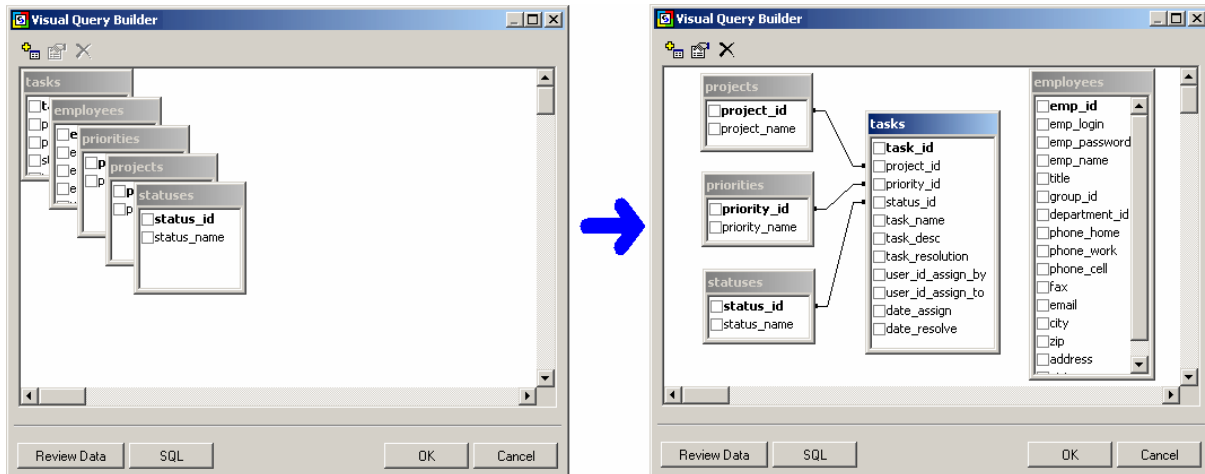 Visual Query Builder
tasks
employees
priorities
projects
statuses
status_id
status_name
Review Data
SQL
OK
Cancel
Visual Query Builder
projects
project_id
project_name
priorities
priority_id
priority_name
statuses
status_id
status_name
tasks
task_id
project_id
priority_id
status_id
task_name
task_desc
task_resolution
user_id_assign_by
user_id_assign_to
date_assign
date_resolve
employees
emp_id
emp_login
emp_password
emp_name
title
group_id
department_id
phone_home
phone_work
phone_cell
fax
email
city
zip
address
Review Data
SQL
OK
Cancel